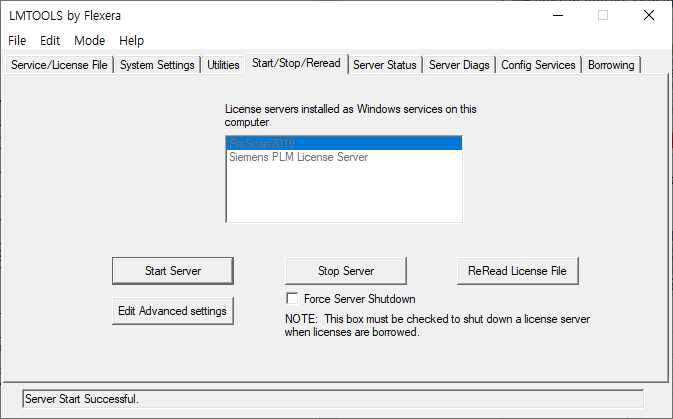 LMTOOLS by Flexera
File Edit Mode Help
Service/License File System Settings Utilities Start/Stop/Reread Server Status Server Diags Config Services Borrowing
License servers installed as Windows services on this
computer
PreScan2019
Siemens PLM License Server
Start Server Stop Server ReRead License File
Edit Advanced settings
Force Server Shutdown
NOTE: This box must be checked to shut down a license server
when licenses are borrowed.
Server Start Successful.